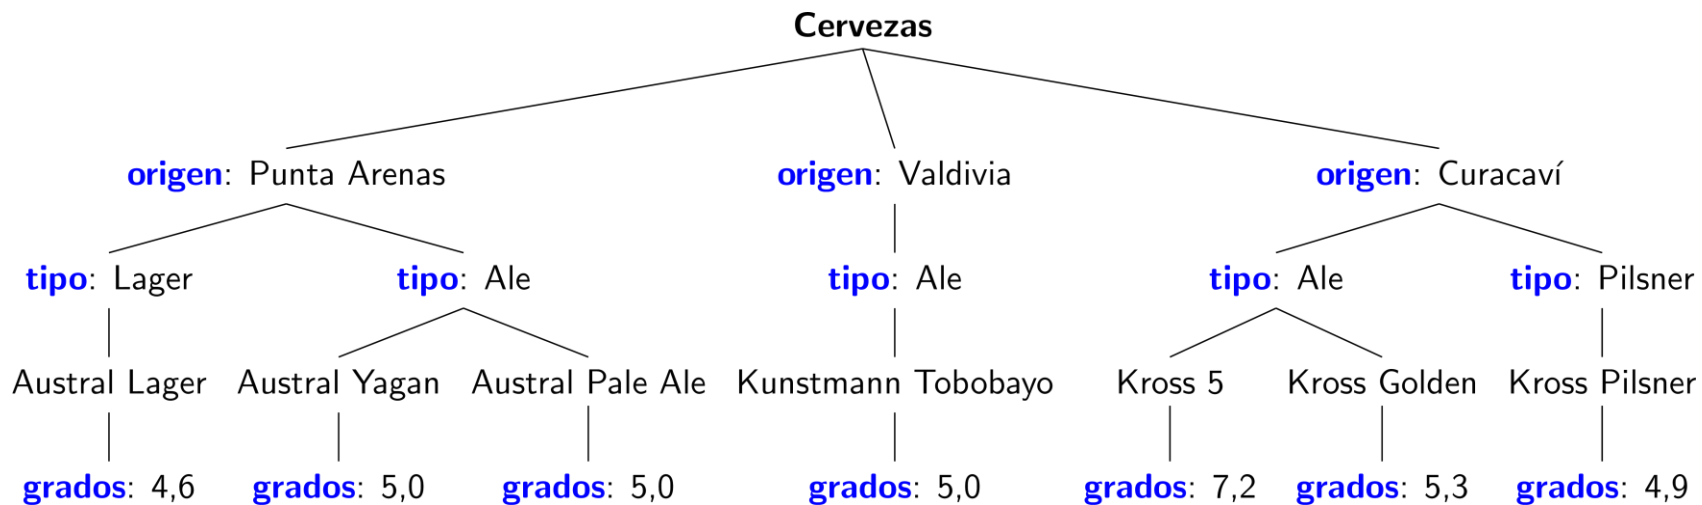 Cervezas
origen: Punta Arenas origen: Valdivia origen: Curacaví
tipo: Lager tipo: Ale tipo: Ale tipo: Ale tipo: Pilsner
Austral Lager Austral Yagan Austral Pale Ale Kunstmann Tobobayo Kross 5 Kross Golden Kross Pilsner
grados: 4,6 grados: 5,0 grados: 5,0 grados: 5,0 grados: 7,2 grados: 5,3 grados: 4,9